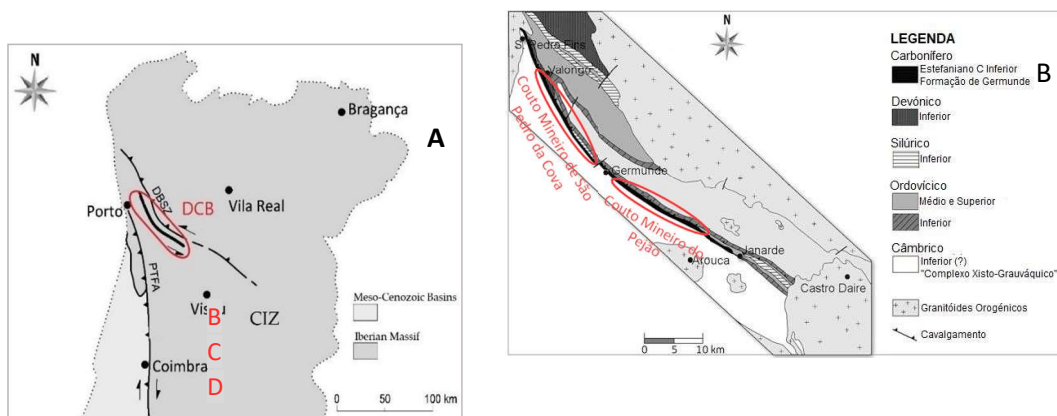 N
Bragança
A
DBSZ
DCB
Porto
Vila Real
PTFA
Meso-Cenozoic Basins
B
CIZ
C
Iberian Massif
Coimbra
D
0 100 km
N
S. Pedro Fins
Valongo
Couto Mineiro de São
Pedro da Cova
Germunde
Couto Mineiro do
Pejão
Arouca
Janarde
Castro Daire
0 5 10 km
LEGENDA
B
Carbonífero
Estefaniano C Inferior
Formação de Germunde
Devónico
Inferior
Silúrico
Inferior
Ordovícico
Médio e Superior
Inferior
Câmbrico
Inferior (?)
"Complexo Xisto-Grauváquico"
Granitóides Orogénicos
Cavalgamento